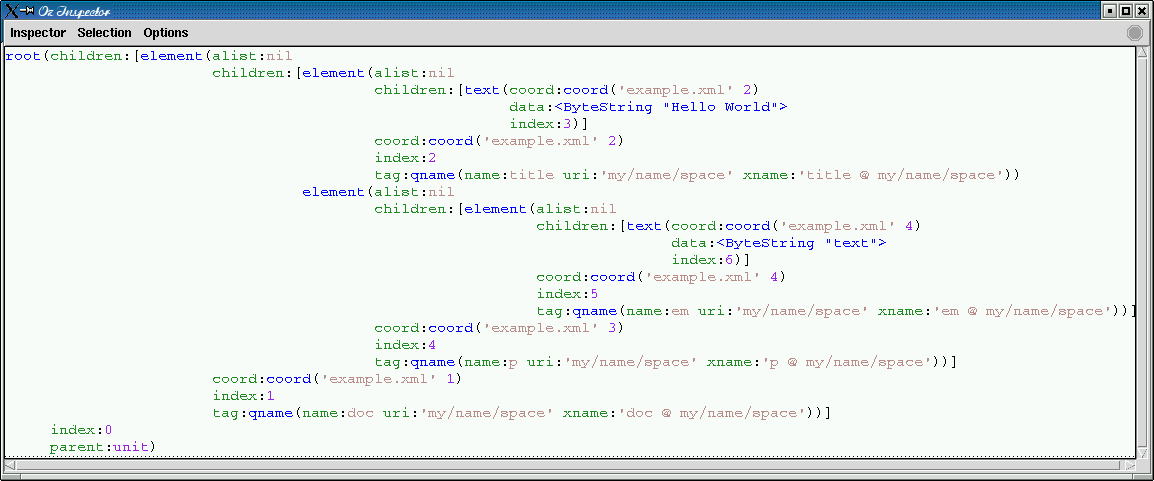 Oz Inspector
Inspector Selection Options
root(children:[element(alist:nil
children:[element(alist:nil
children:[text(coord:coord('example.xml' 2)
data:<ByteString "Hello World">
index:3)]
coord:coord('example.xml' 2)
index:2
tag:qname(name:title uri:'my/name/space' xname:'title @ my/name/space'))
element(alist:nil
children:[element(alist:nil
children:[text(coord:coord('example.xml' 4)
data:<ByteString "text">
index:6)]
coord:coord('example.xml' 4)
index:5
tag:qname(name:em uri:'my/name/space' xname:'em @ my/name/space'))]
coord:coord('example.xml' 3)
index:4
tag:qname(name:p uri:'my/name/space' xname:'p @ my/name/space'))]
coord:coord('example.xml' 1)
index:1
tag:qname(name:doc uri:'my/name/space' xname:'doc @ my/name/space'))]
index:0
parent:unit)